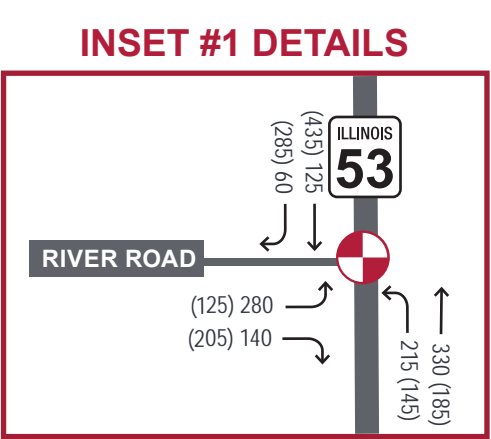 INSET #1 DETAILS
(285) 60
(435) 125
ILLINOIS
53
RIVER ROAD
(125) 280
(205) 140
215 (145)
330 (185)